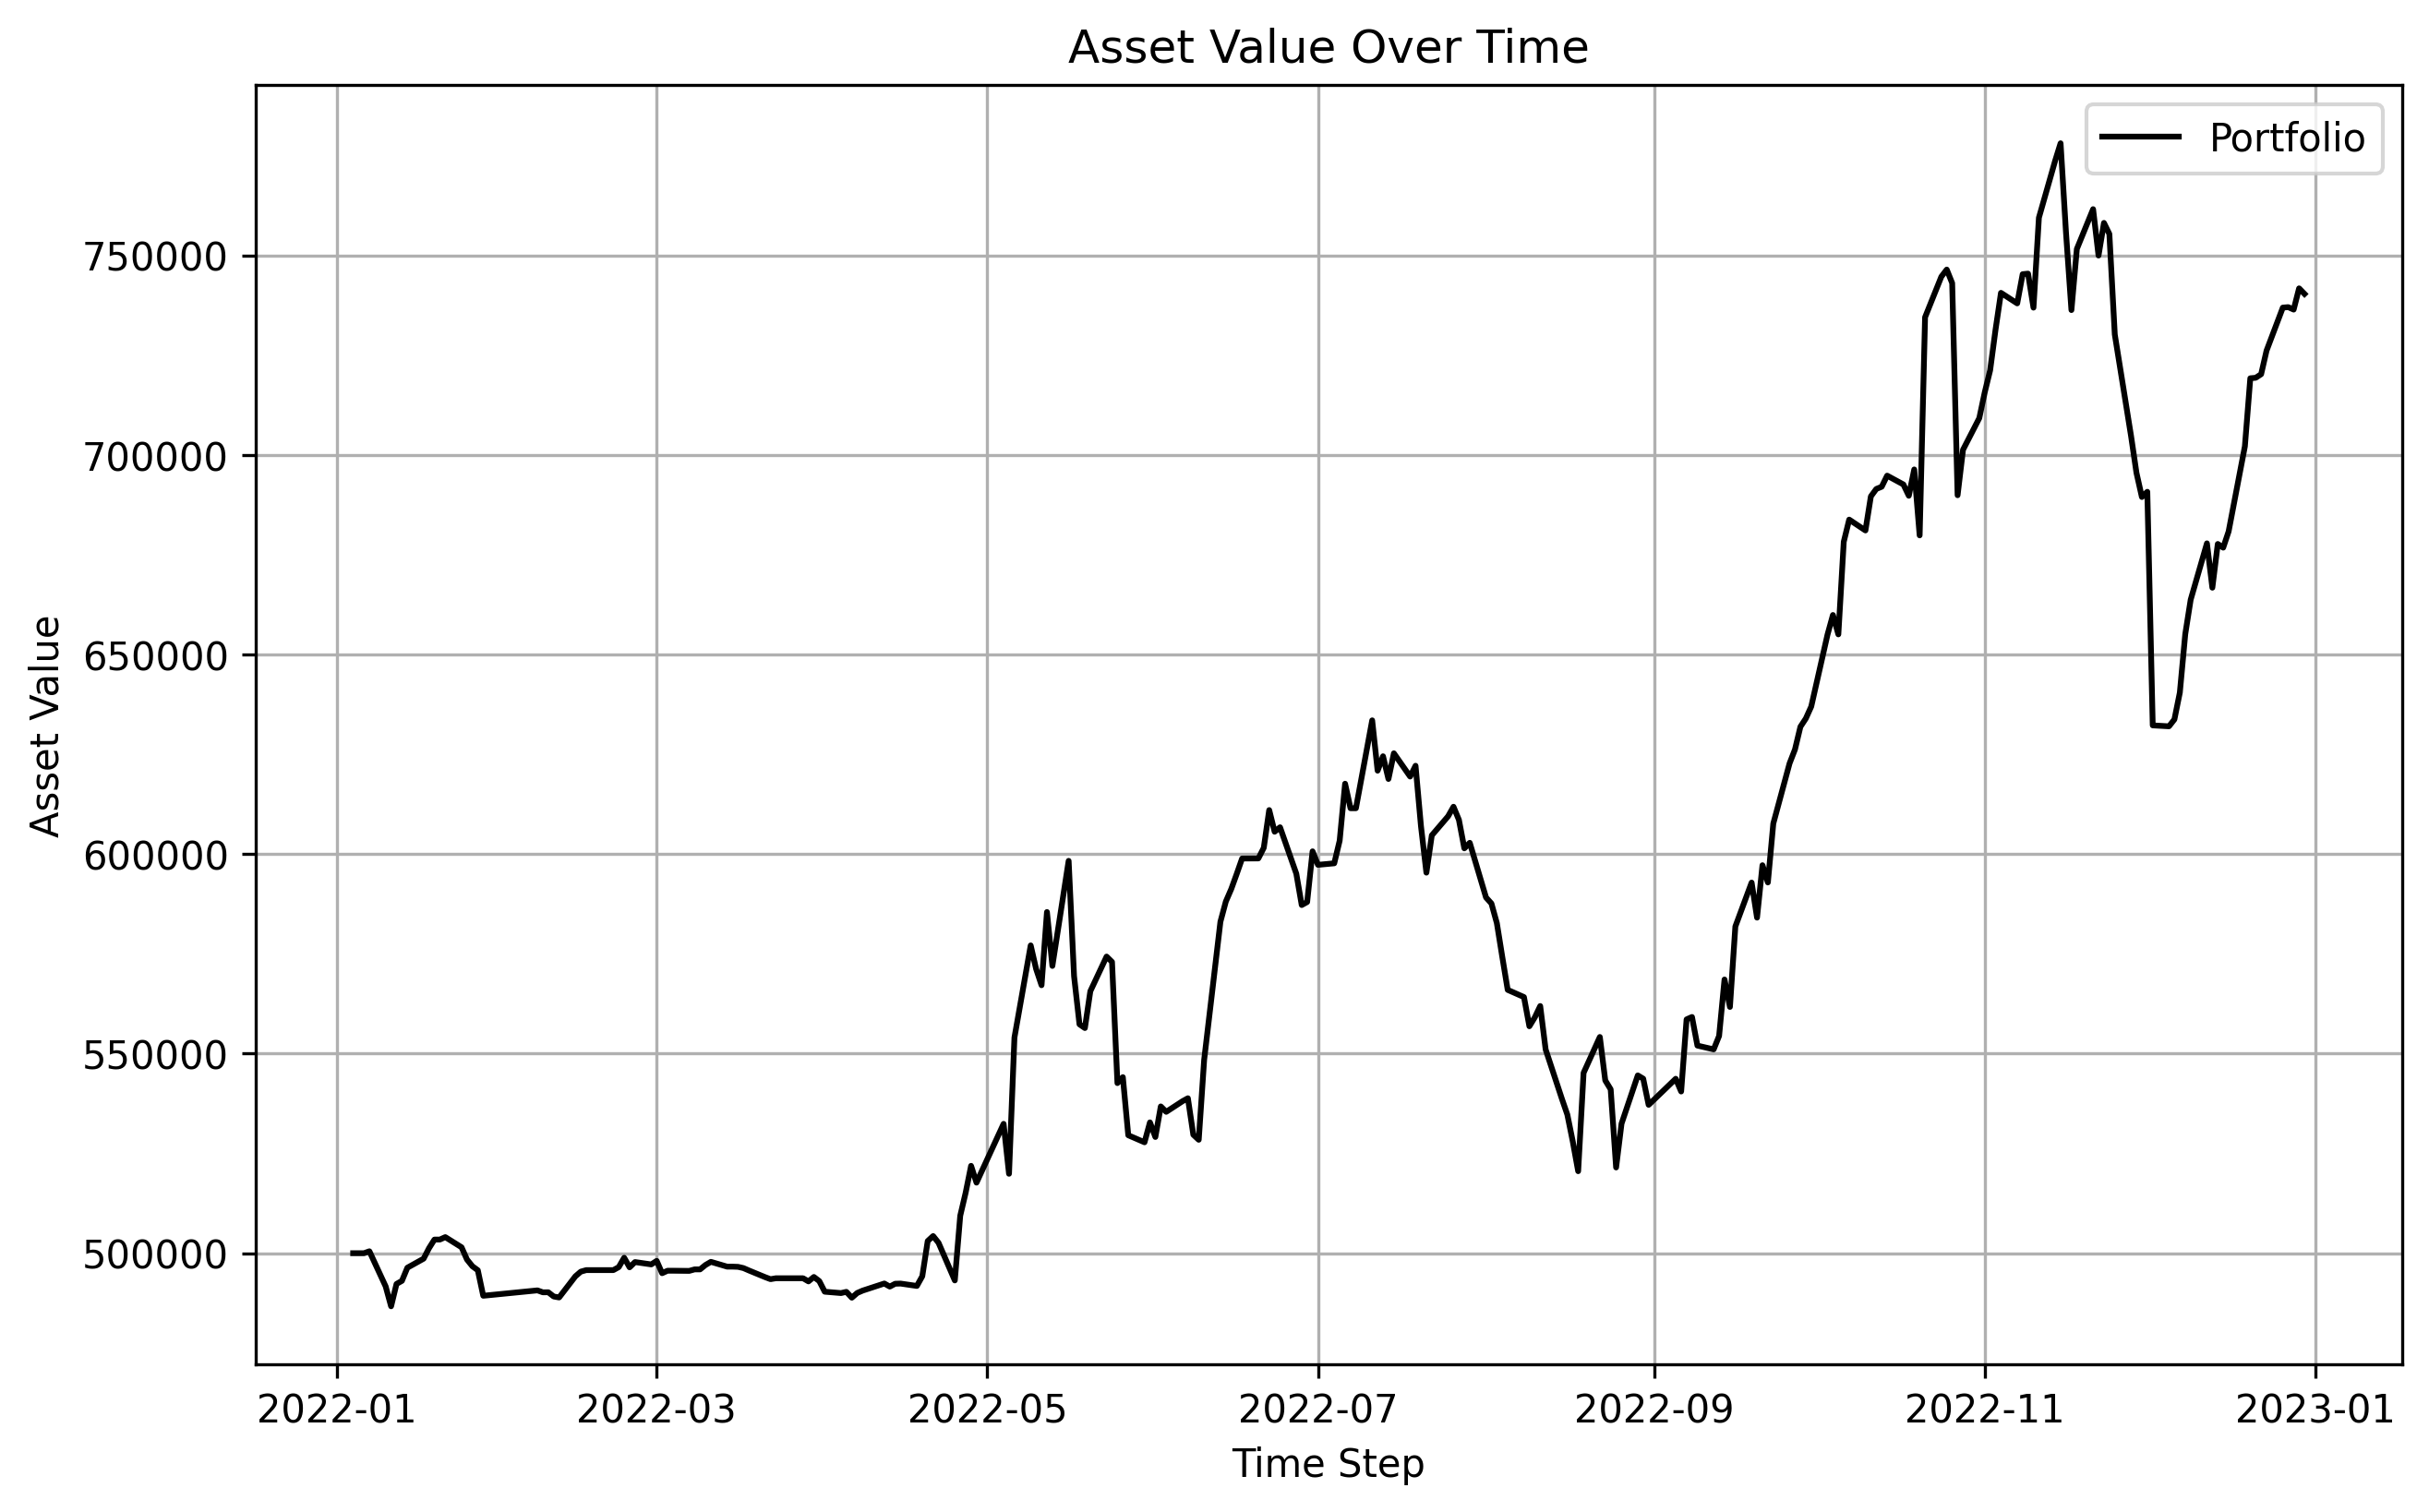 Asset Value Over Time
Portfolio
Asset Value
750000
700000
650000
600000
550000
500000
2022-01 2022-03 2022-05 2022-07 2022-09 2022-11 2023-01
Time Step